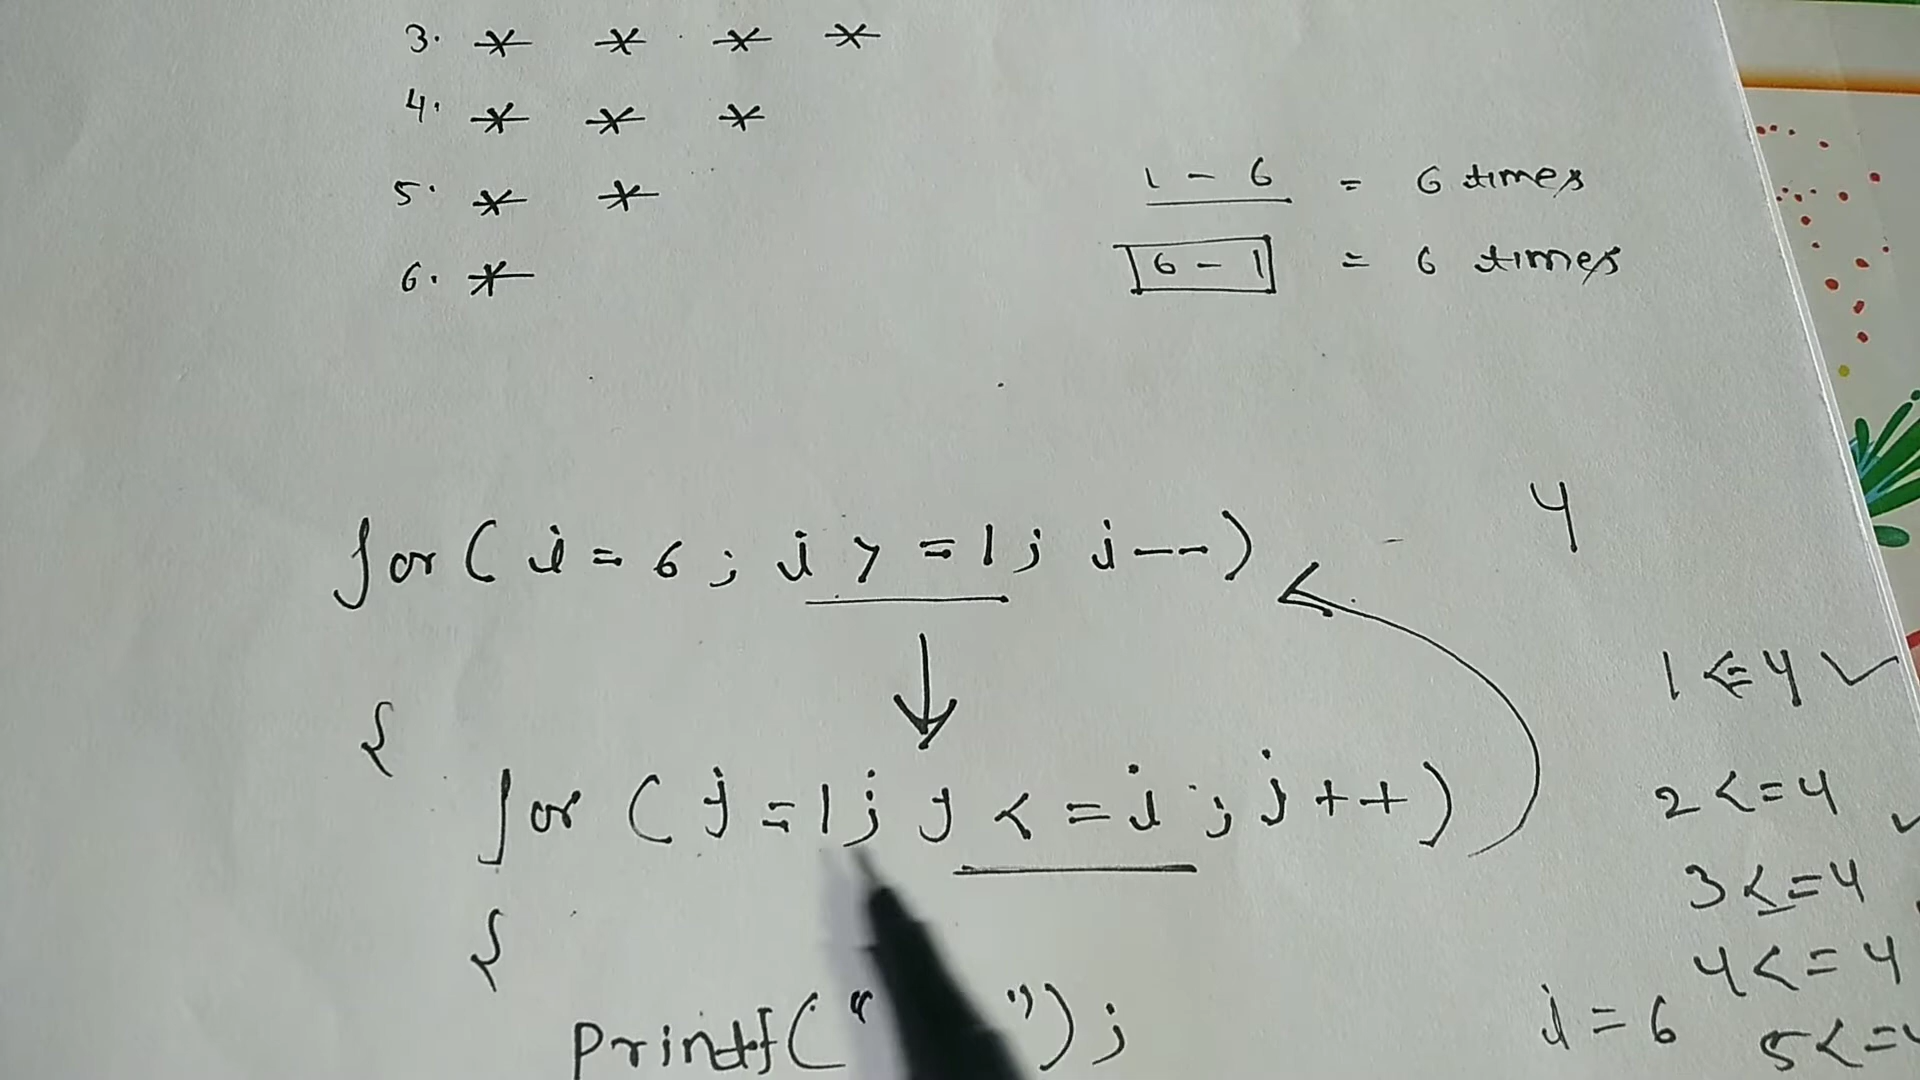 3. * * * *
4. * * *
5. * *
6. *
1 - 6 = 6 times
6 - 1 = 6 times
4
for ( i = 6 ; i > = 1 ; i -- )
{
for ( j = 1 ; j < = i ; j + + )
{
printf( " " ) ;
1 <= 4 ✓
2 < = 4 ✓
3 < = 4
4 < = 4
i = 6
5 < =